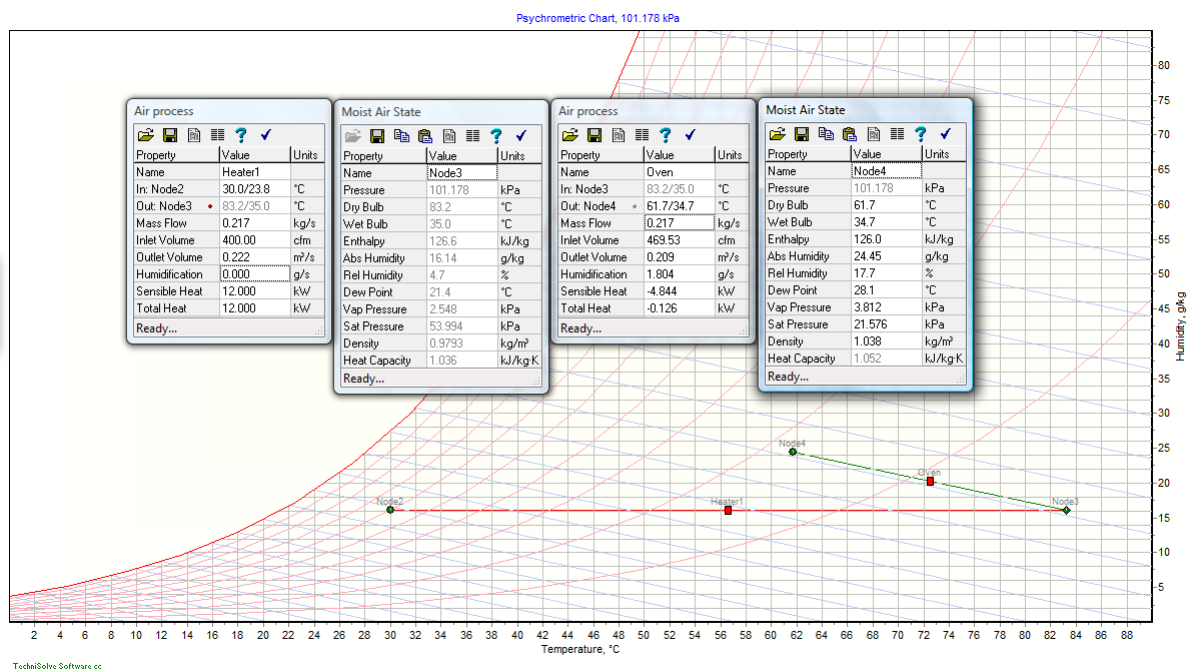 Psychrometric Chart, 101.178 kPa
Air process
Property Value Units
Name Heater1
In: Node2 30.0/23.8 °C
Out: Node3 83.2/35.0 °C
Mass Flow 0.217 kg/s
Inlet Volume 400.00 cfm
Outlet Volume 0.222 m³/s
Humidification 0.000 g/s
Sensible Heat 12.000 kW
Total Heat 12.000 kW
Ready...
Moist Air State
Property Value Units
Name Node3
Pressure 101.178 kPa
Dry Bulb 83.2 °C
Wet Bulb 35.0 °C
Enthalpy 126.6 kJ/kg
Abs Humidity 16.14 g/kg
Rel Humidity 4.7 %
Dew Point 21.4 °C
Vap Pressure 2.548 kPa
Sat Pressure 53.994 kPa
Density 0.9793 kg/m³
Heat Capacity 1.036 kJ/kg·K
Ready...
Air process
Property Value Units
Name Oven
In: Node3 83.2/35.0 °C
Out: Node4 61.7/34.7 °C
Mass Flow 0.217 kg/s
Inlet Volume 469.53 cfm
Outlet Volume 0.209 m³/s
Humidification 1.804 g/s
Sensible Heat -4.844 kW
Total Heat -0.126 kW
Ready...
Moist Air State
Property Value Units
Name Node4
Pressure 101.178 kPa
Dry Bulb 61.7 °C
Wet Bulb 34.7 °C
Enthalpy 126.0 kJ/kg
Abs Humidity 24.45 g/kg
Rel Humidity 17.7 %
Dew Point 28.1 °C
Vap Pressure 3.812 kPa
Sat Pressure 21.576 kPa
Density 1.038 kg/m³
Heat Capacity 1.052 kJ/kg·K
Ready...
Node4
Oven
Node2
Heater1
Node3
80
75
70
65
60
55
50
45
40
35
30
25
20
15
10
5
Humidity, g/kg
2 4 6 8 10 12 14 16 18 20 22 24 26 28 30 32 34 36 38 40 42 44 46 48 50 52 54 56 58 60 62 64 66 68 70 72 74 76 78 80 82 84 86 88
Temperature, °C
TechniSolve Software cc